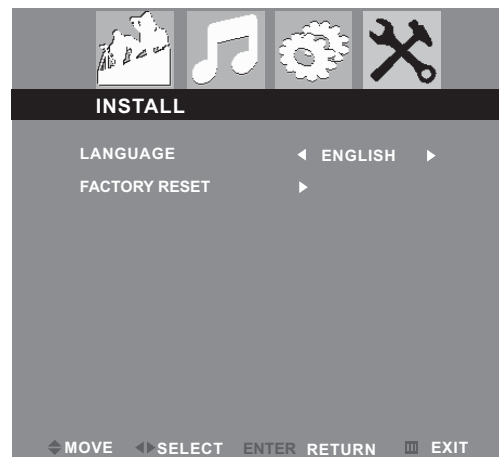 INSTALL
LANGUAGE ENGLISH
FACTORY RESET
MOVE SELECT ENTER RETURN EXIT